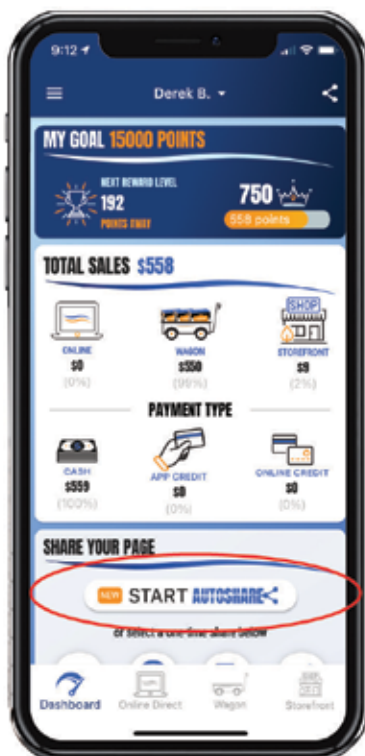 9:12
Derek B.
MY GOAL 15000 POINTS
NEXT REWARD LEVEL
192
POINTS AWAY
750
558 points
TOTAL SALES $558
ONLINE
$0
(0%)
WAGON
$550
(99%)
SHOP
STOREFRONT
$9
(2%)
PAYMENT TYPE
CASH
$559
(100%)
APP CREDIT
$0
(0%)
ONLINE CREDIT
$0
(0%)
SHARE YOUR PAGE
NEW START AUTOSHARE
or select a one-time share below
Dashboard
Online Direct
Wagon
Storefront